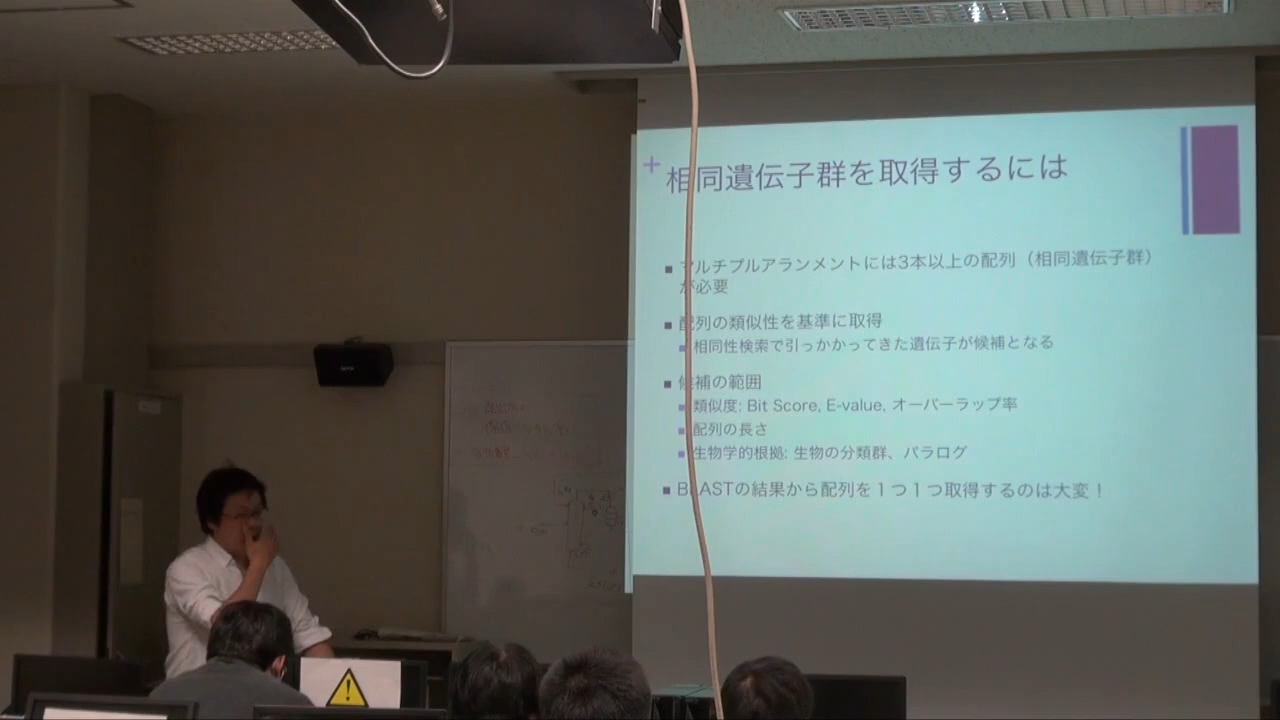 + 相同遺伝子群を取得するには
マルチプルアランメントには3本以上の配列（相同遺伝子群）
が必要
配列の類似性を基準に取得
相同性検索で引っかかってきた遺伝子が候補となる
候補の範囲
類似度: Bit Score, E-value, オーバーラップ率
配列の長さ
生物学的根拠: 生物の分類群、パラログ
BLASTの結果から配列を１つ１つ取得するのは大変！